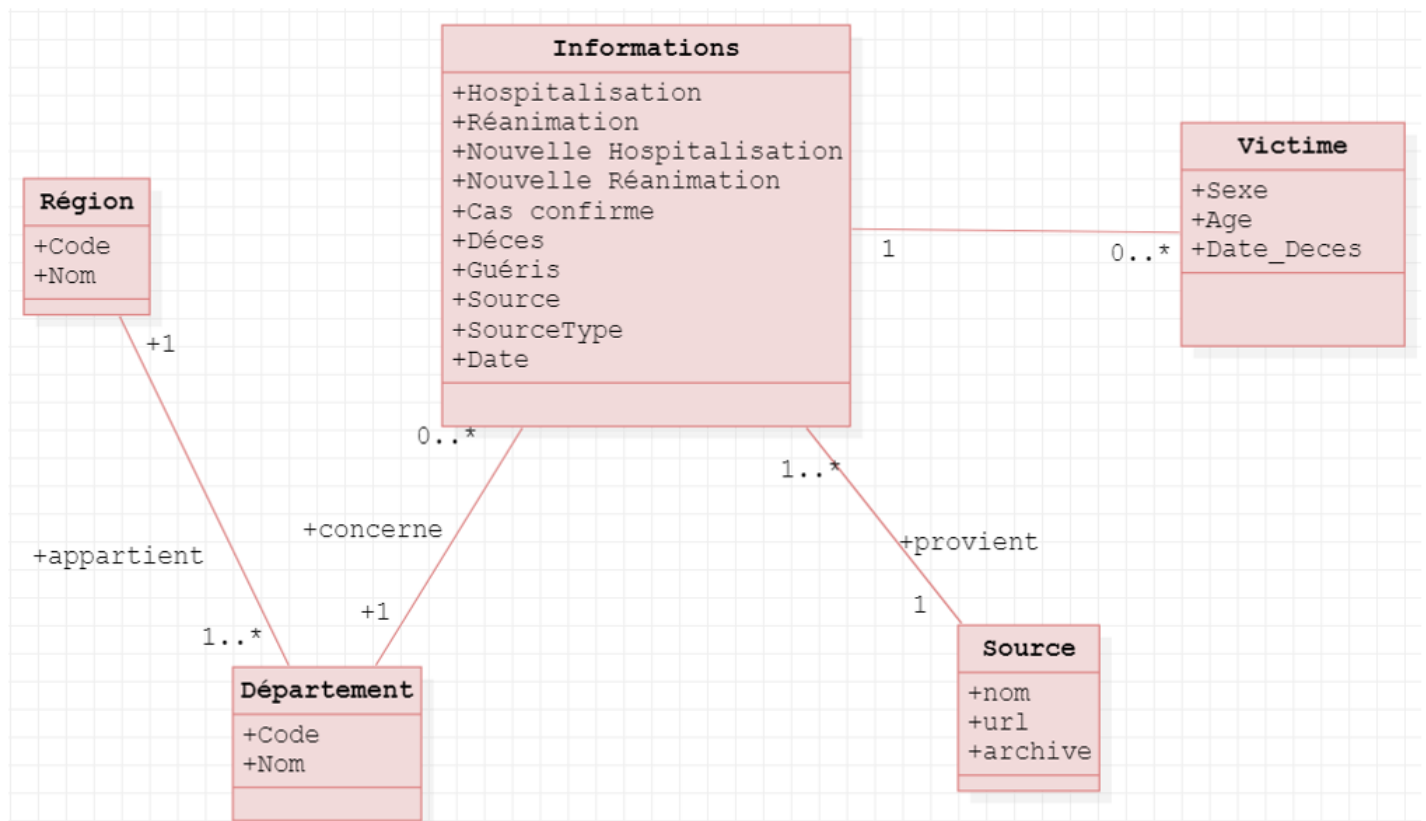 Informations
+Hospitalisation
+Réanimation
+Nouvelle Hospitalisation
+Nouvelle Réanimation
+Cas confirme
+Déces
+Guéris
+Source
+SourceType
+Date
Victime
+Sexe
+Age
+Date_Deces
Région
+Code
+Nom
1
0..*
+1
0..*
1..*
+concerne
+provient
+appartient
+1
1
1..*
Département
+Code
+Nom
Source
+nom
+url
+archive